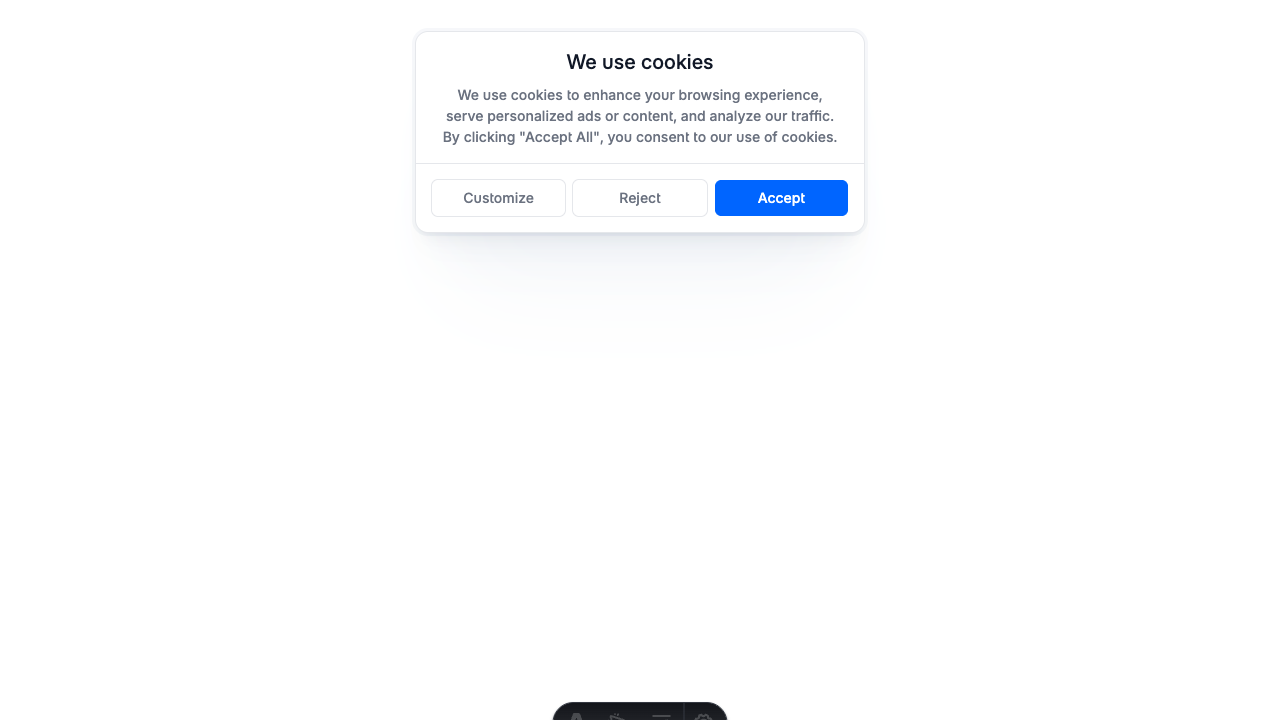 We use cookies
We use cookies to enhance your browsing experience,
serve personalized ads or content, and analyze our traffic.
By clicking "Accept All", you consent to our use of cookies.
Customize
Reject
Accept